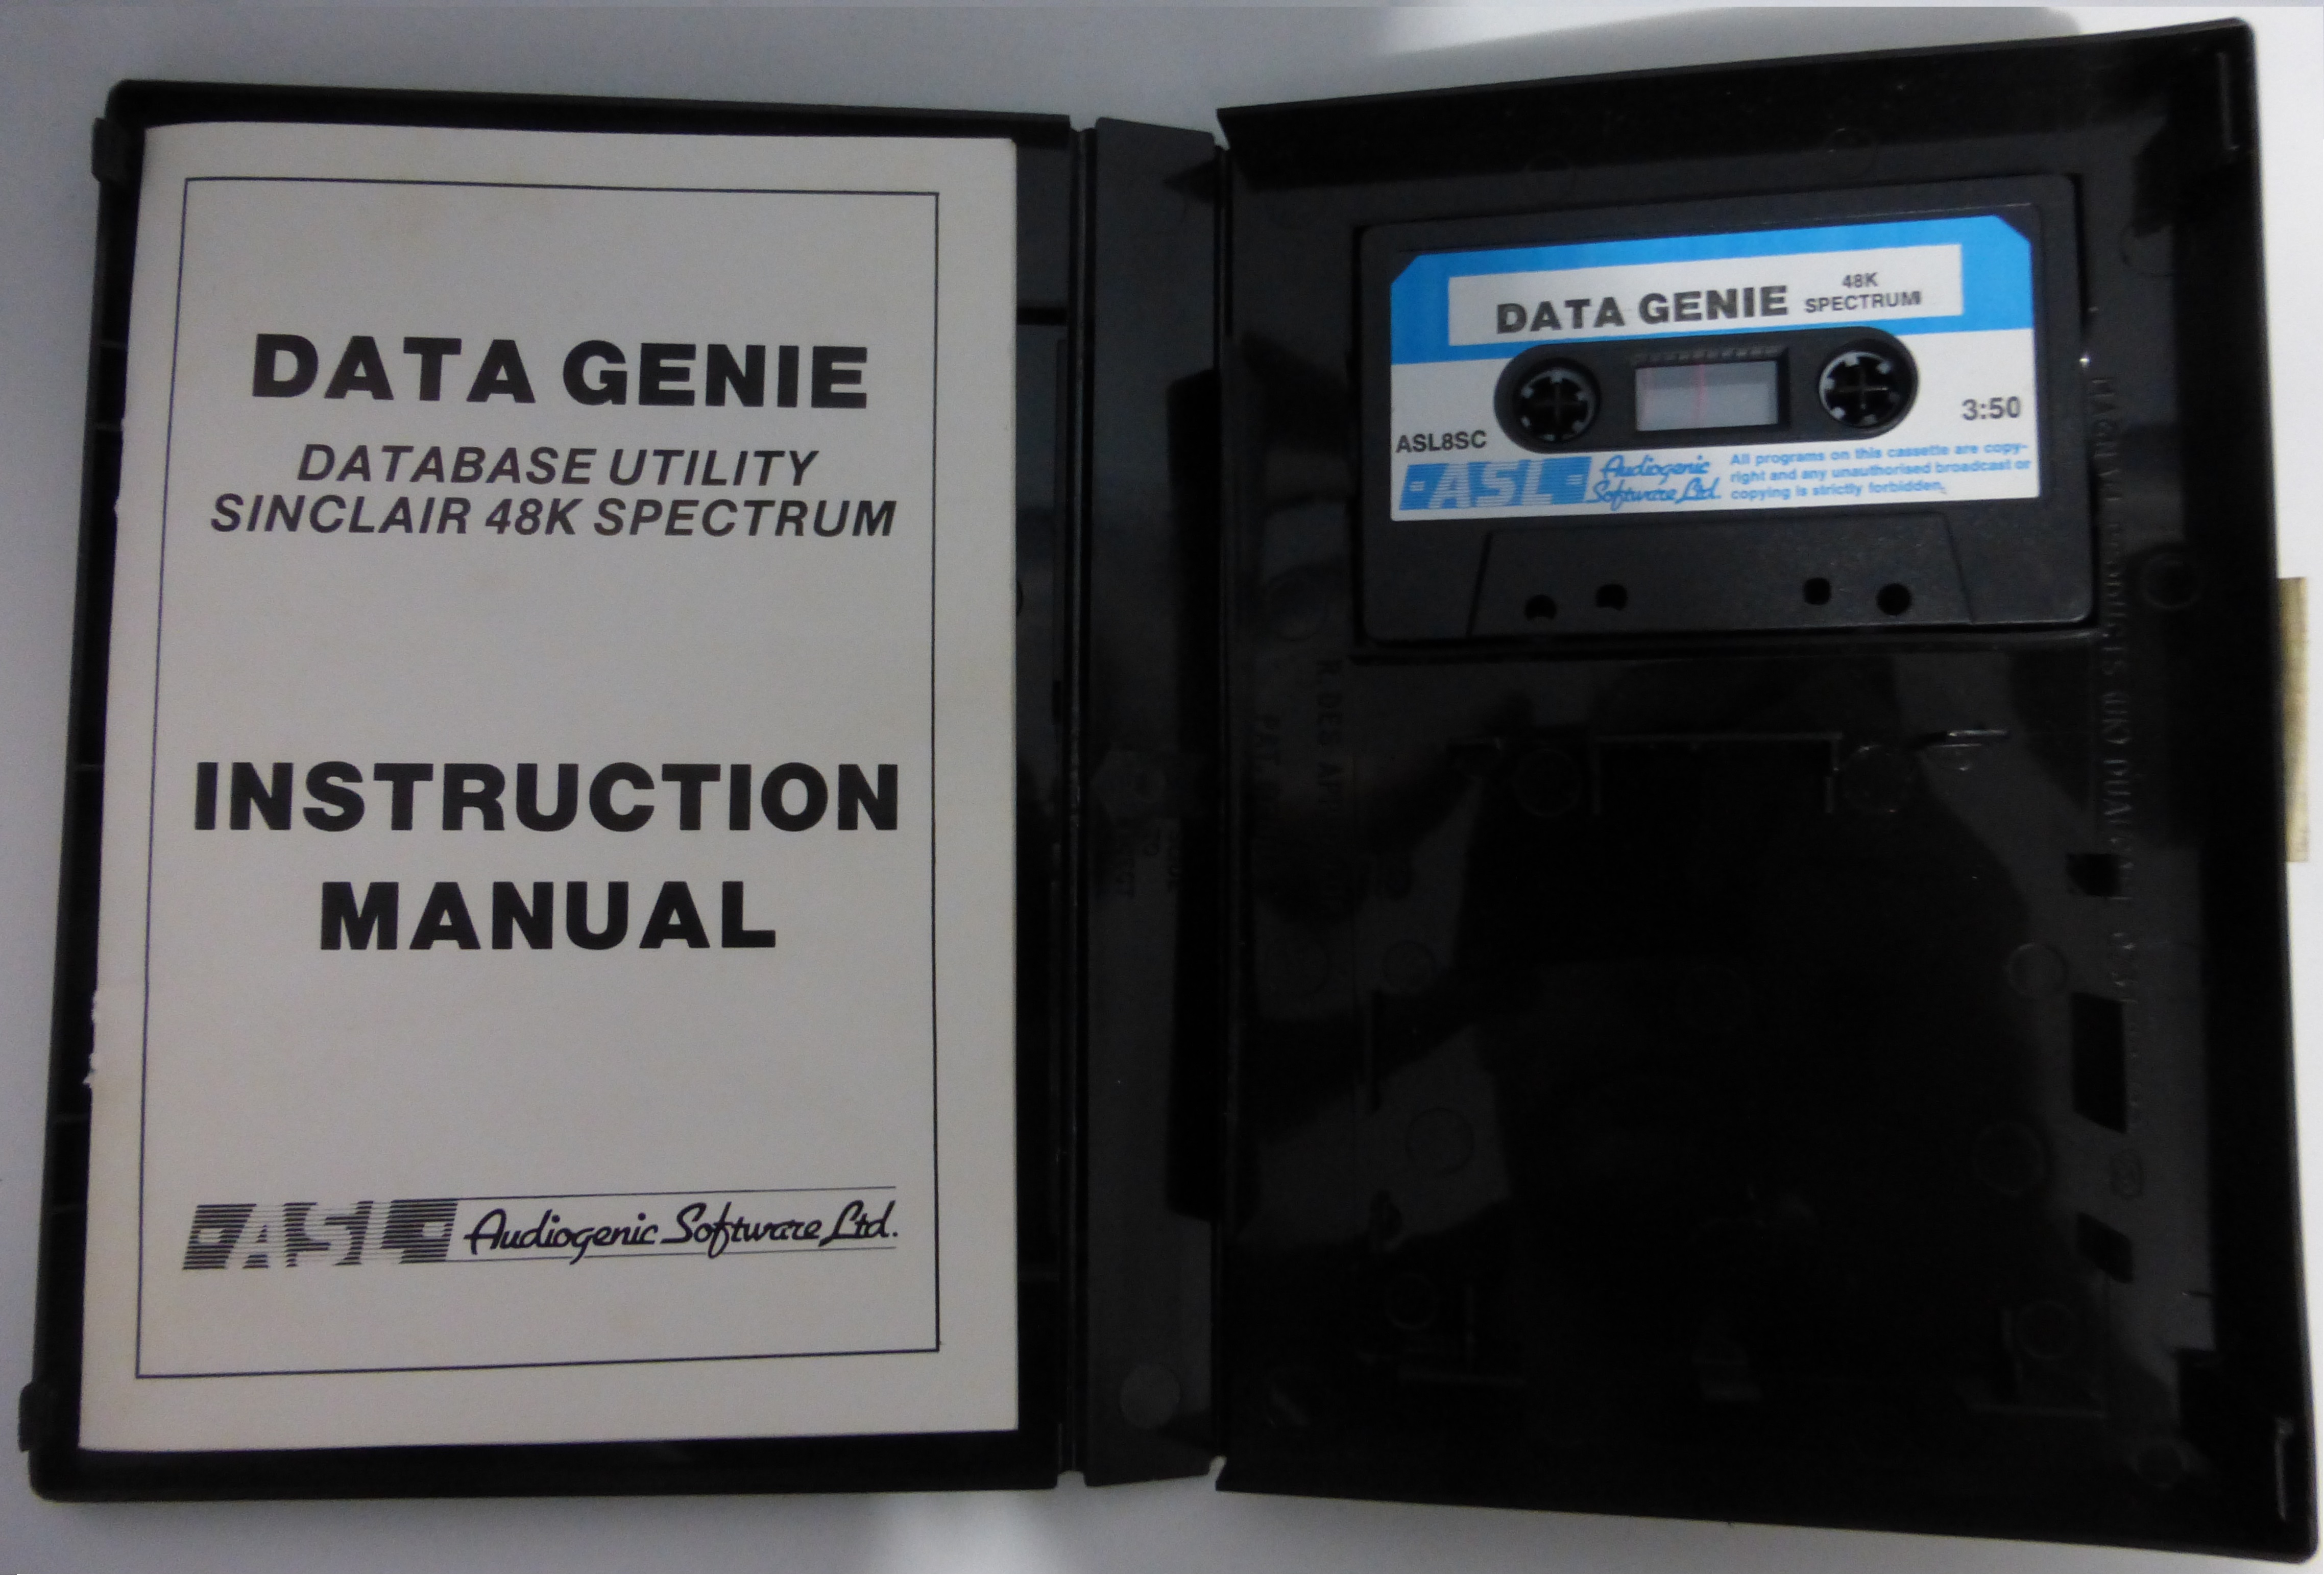 DATA GENIE
DATABASE UTILITY
SINCLAIR 48K SPECTRUM
INSTRUCTION
MANUAL
ASL Audiogenic Software Ltd.
DATA GENIE
48K
SPECTRUM
3:50
ASL8SC
ASL
Audiogenic
Software Ltd.
All programs on this cassette are copy-
right and any unauthorised broadcast or
copying is strictly forbidden.